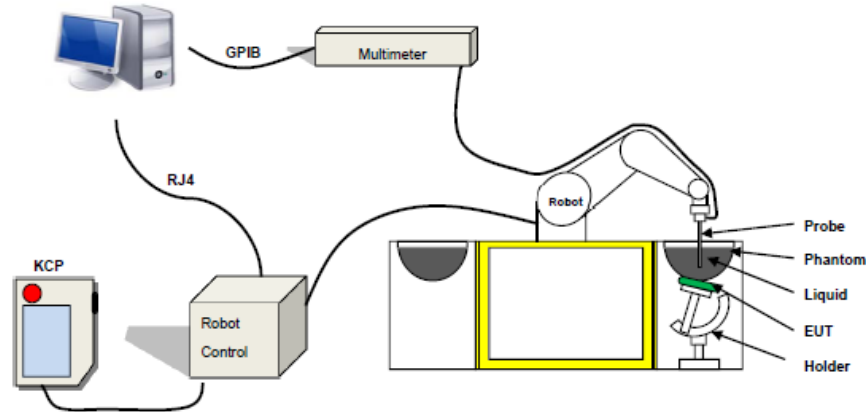 GPIB
Multimeter
RJ4
Robot
KCP
Robot
Control
Probe
Phantom
Liquid
EUT
Holder